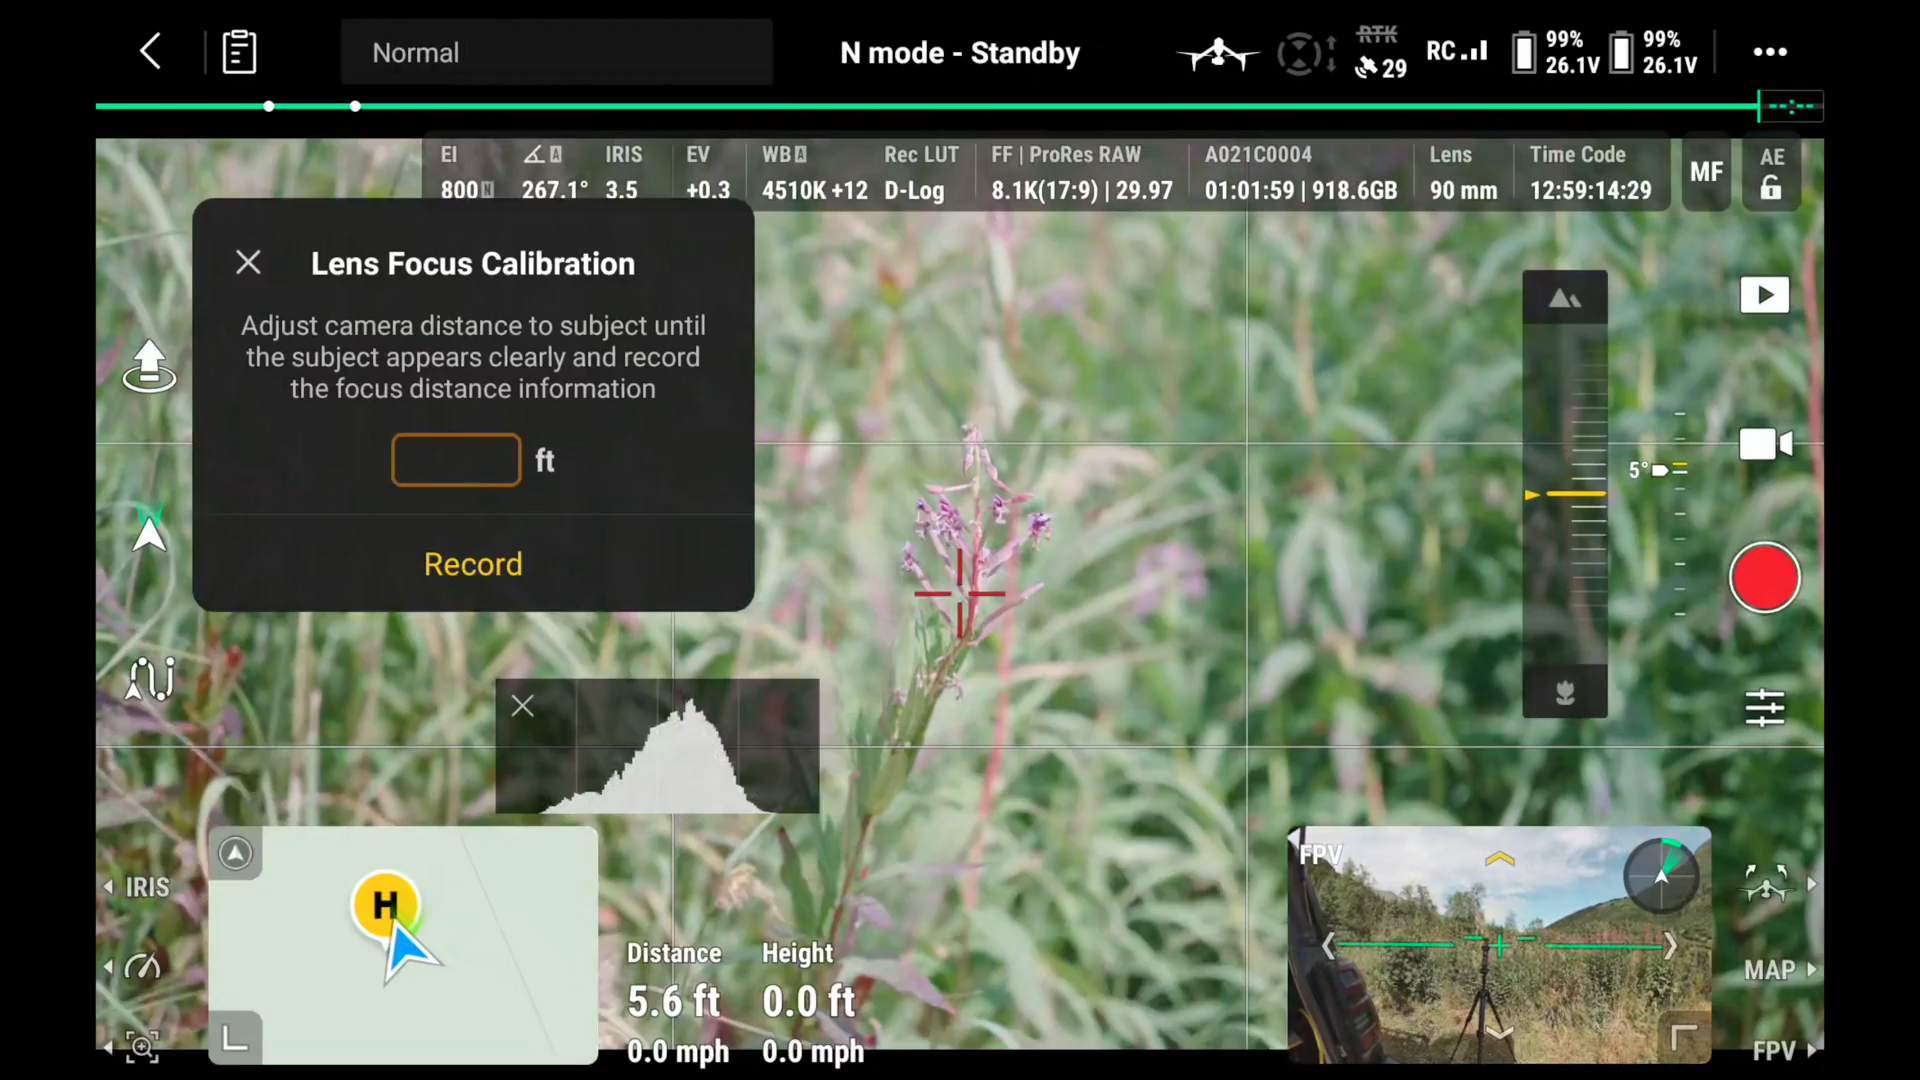 Normal
N mode - Standby
RTK
29
RC
99%
26.1V
99%
26.1V
EI
800 H
A
267.1°
IRIS
3.5
EV
+0.3
WB A
4510K +12
Rec LUT
D-Log
FF | ProRes RAW
8.1K(17:9) | 29.97
A021C0004
01:01:59 | 918.6GB
Lens
90 mm
Time Code
12:59:14:29
MF
AE
Lens Focus Calibration
Adjust camera distance to subject until
the subject appears clearly and record
the focus distance information
ft
Record
5°
IRIS
H
Distance
5.6 ft
0.0 mph
Height
0.0 ft
0.0 mph
FPV
MAP
FPV